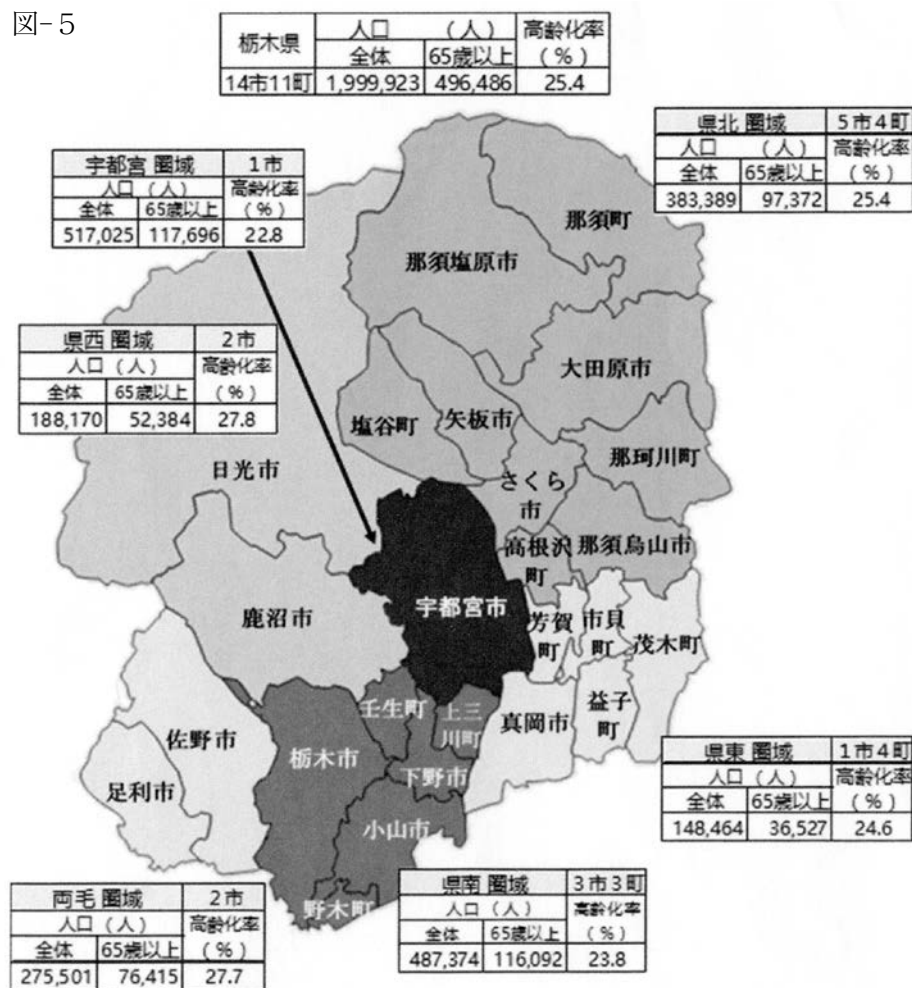 図-5
栃木県 人口 (人) 高齢化率
全体 65歳以上 (%)
14市11町 1,999,923 496,486 25.4
県北 圏域 5市4町
人口 (人) 高齢化率
全体 65歳以上 (%)
383,389 97,372 25.4
宇都宮 圏域 1市
人口 (人) 高齢化率
全体 65歳以上 (%)
517,025 117,696 22.8
那須町
那須塩原市
県西 圏域 2市
人口 (人) 高齢化率
全体 65歳以上 (%)
188,170 52,384 27.8
大田原市
矢板市
塩谷町
那珂川町
日光市
さくら
市
高根沢
町
那須烏山市
宇都宮市
鹿沼市
芳賀
町
市貝
町
茂木町
益子
町
真岡市
壬生町
上三
川町
佐野市
栃木市
下野市
足利市
小山市
野木町
県東 圏域 1市4町
人口 (人) 高齢化率
全体 65歳以上 (%)
148,464 36,527 24.6
両毛 圏域 2市
人口 (人) 高齢化率
全体 65歳以上 (%)
275,501 76,415 27.7
県南 圏域 3市3町
人口 (人) 高齢化率
全体 65歳以上 (%)
487,374 116,092 23.8